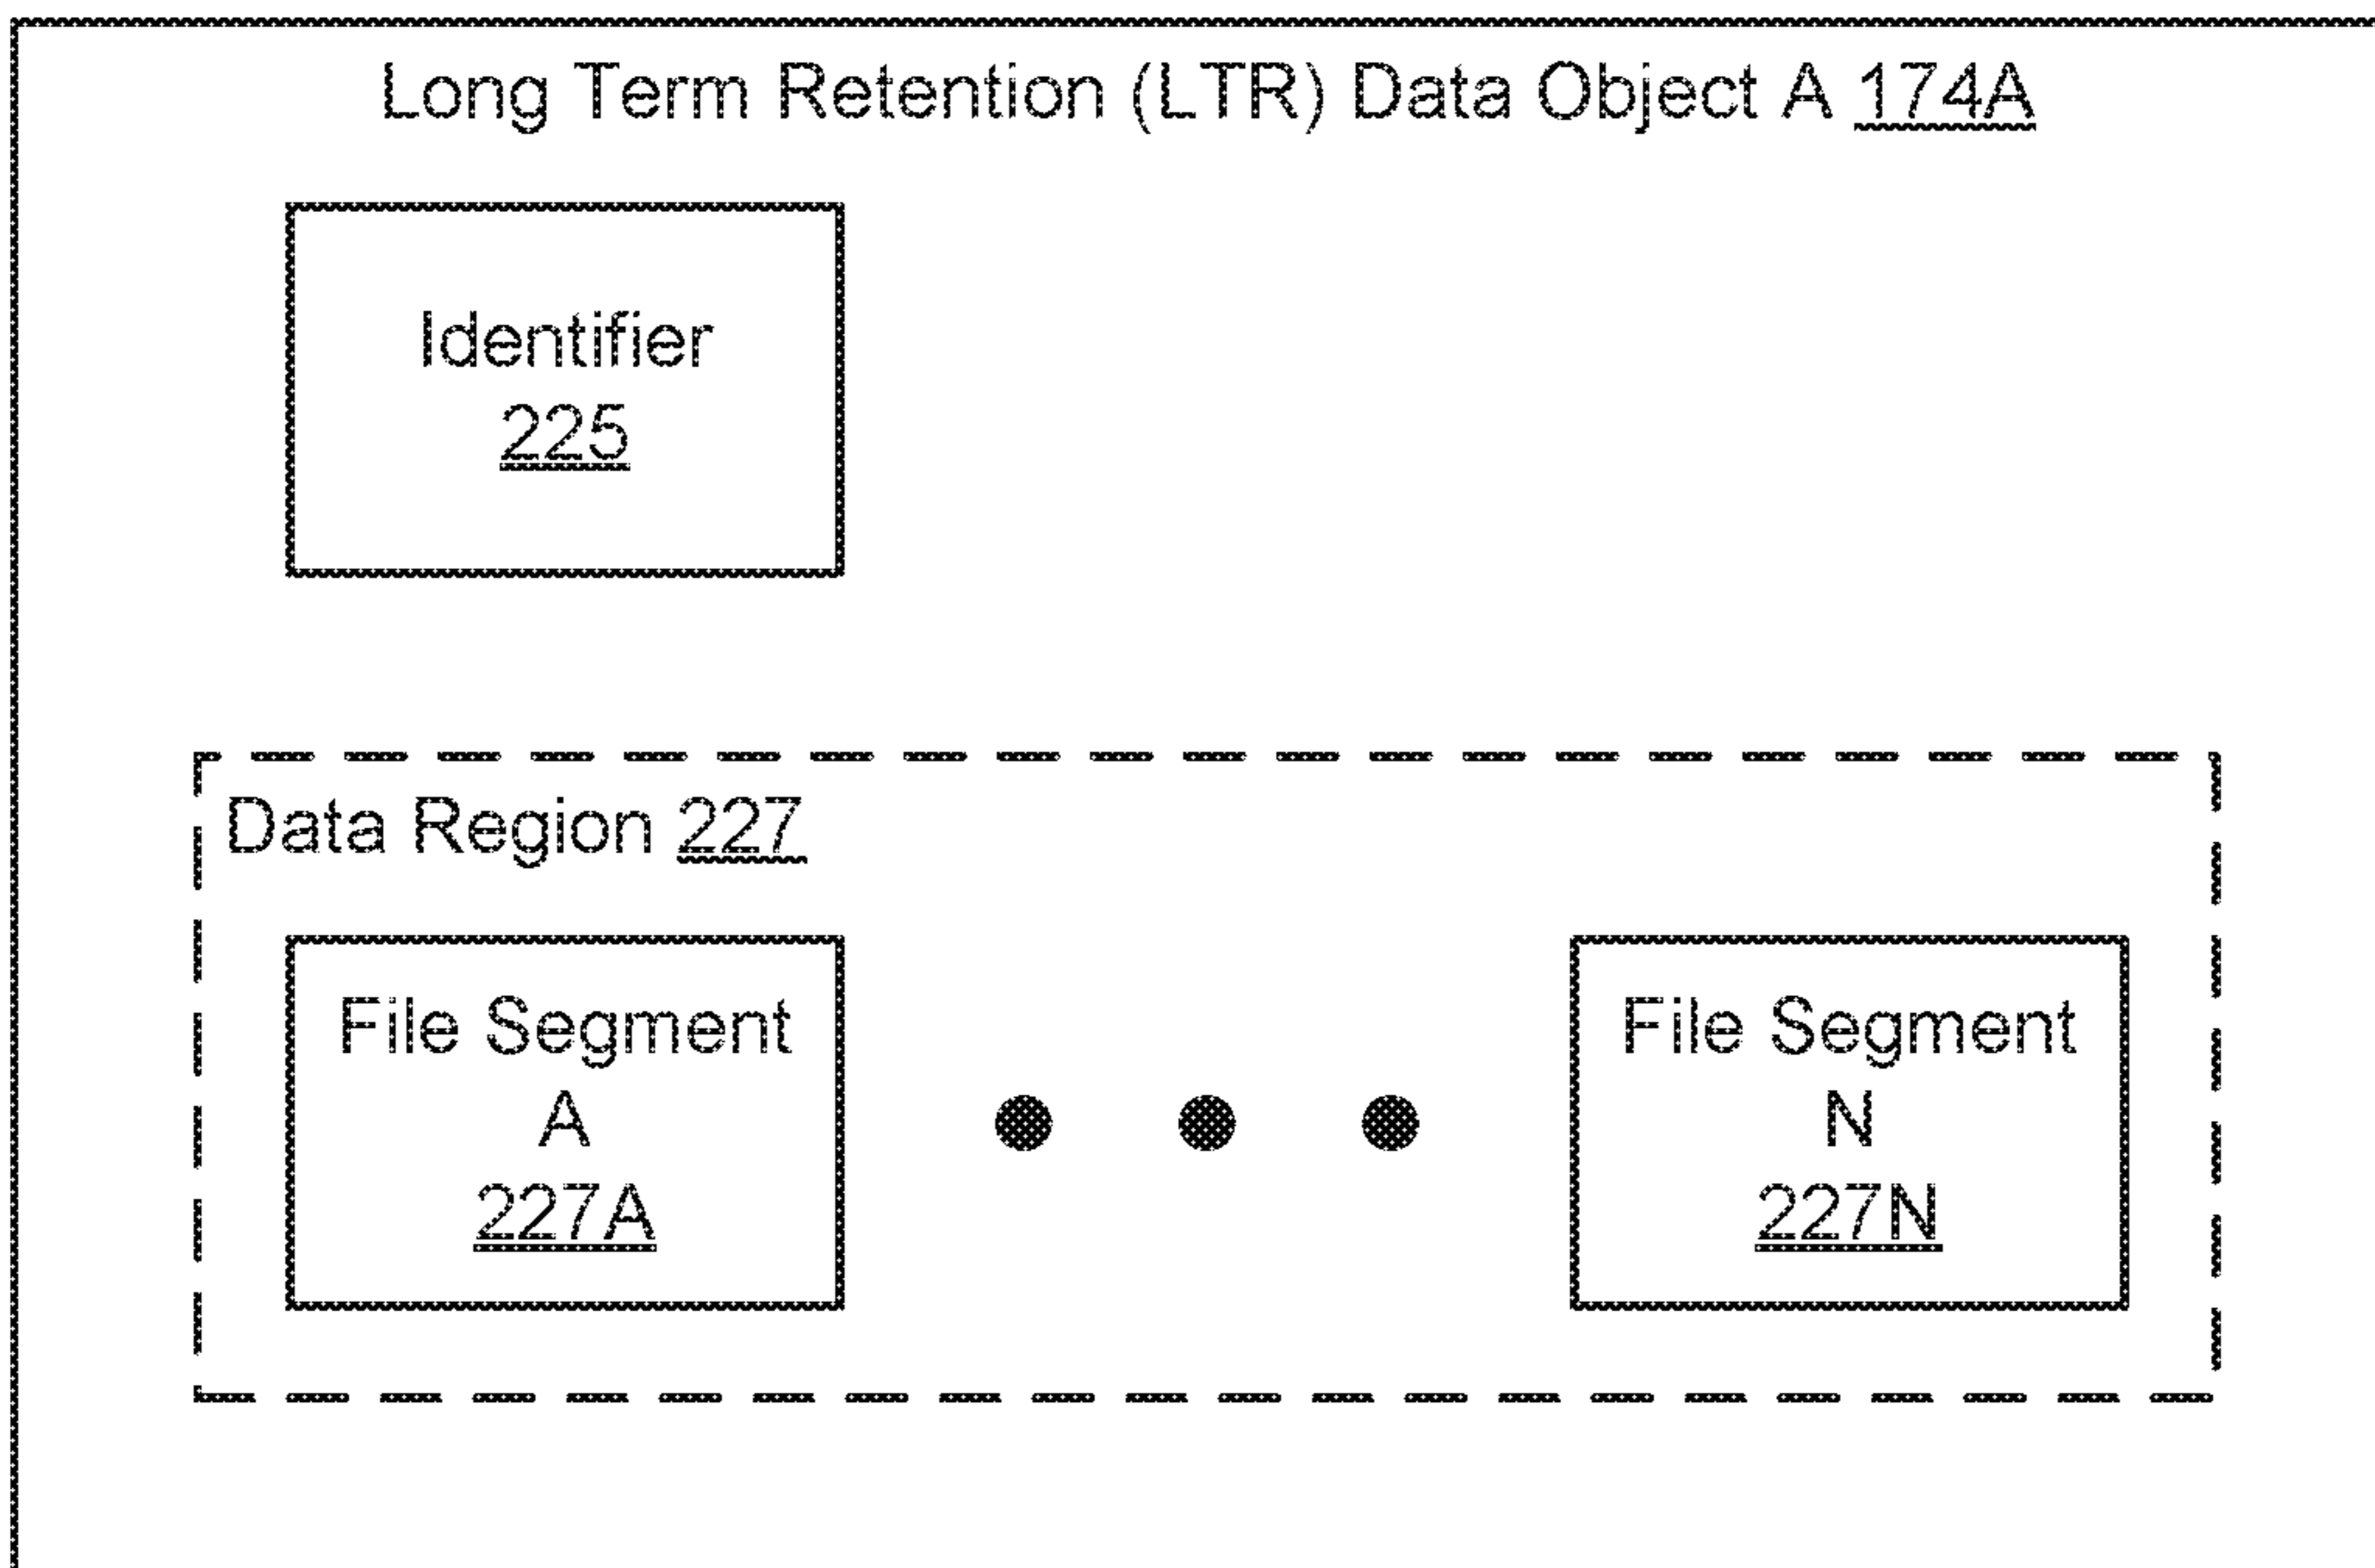 Long Term Retention (LTR) Data Object A 174A
Identifier
225
Data Region 227
File Segment
A
227A
File Segment
N
227N